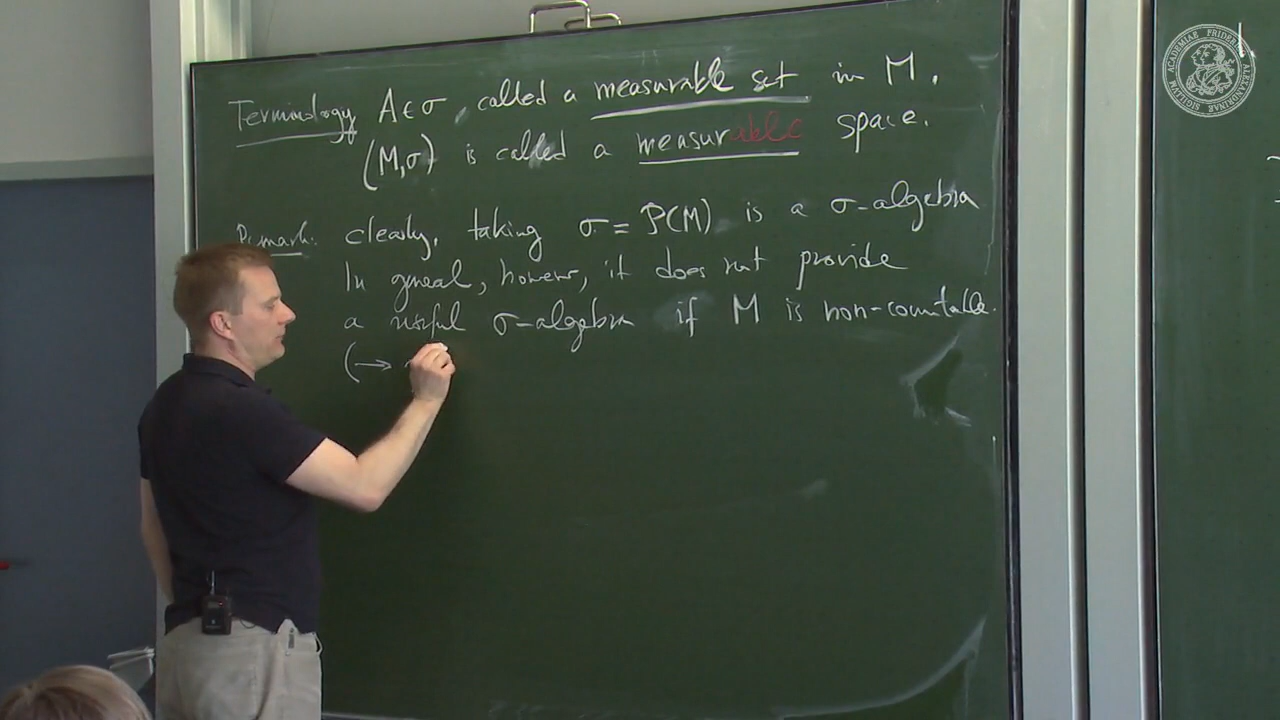 Terminology A ∈ σ, called a measurable set in M.
(M,σ) is called a measurable space.
Remark: clearly, taking σ = P(M) is a σ-algebra
In general, however, it does not provide
a useful σ-algebra if M is non-countable.
(→